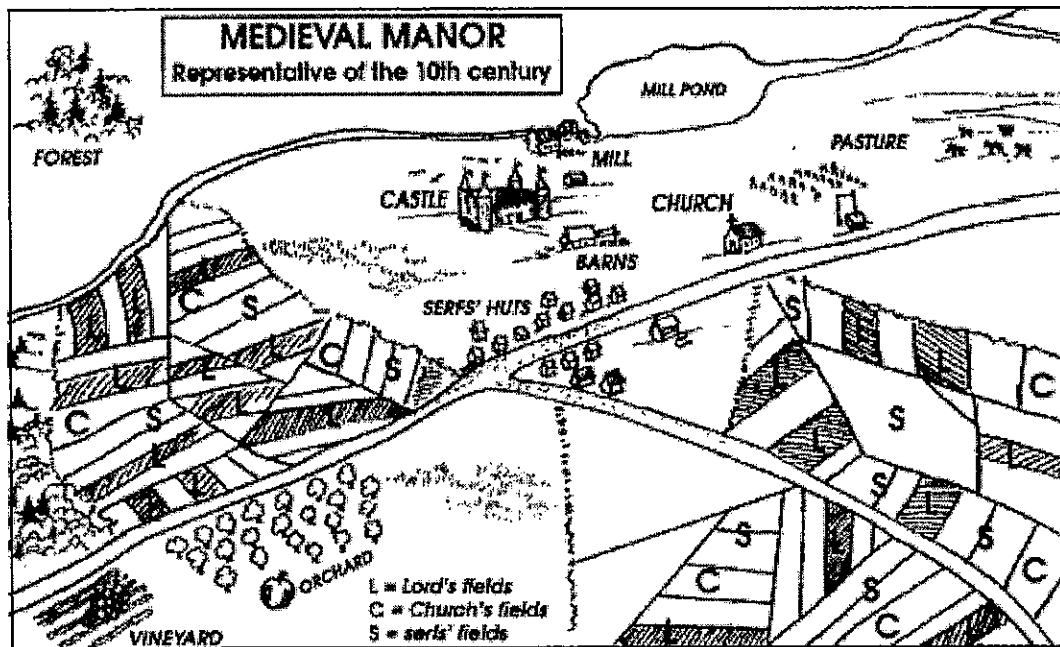 MEDIEVAL MANOR
Representative of the 10th century
MILL POND
FOREST
MILL
PASTURE
CASTLE
CHURCH
BARNS
SERFS' HUTS
L
C
S
S
L
L
L
L
C
S
L
L
L
C
L
C
S
L
L
S
L
L
L
L
S
L
S
S
L
C
C
S
C
L
ORCHARD
VINEYARD
L = Lord's fields
C = Church's fields
S = serfs' fields